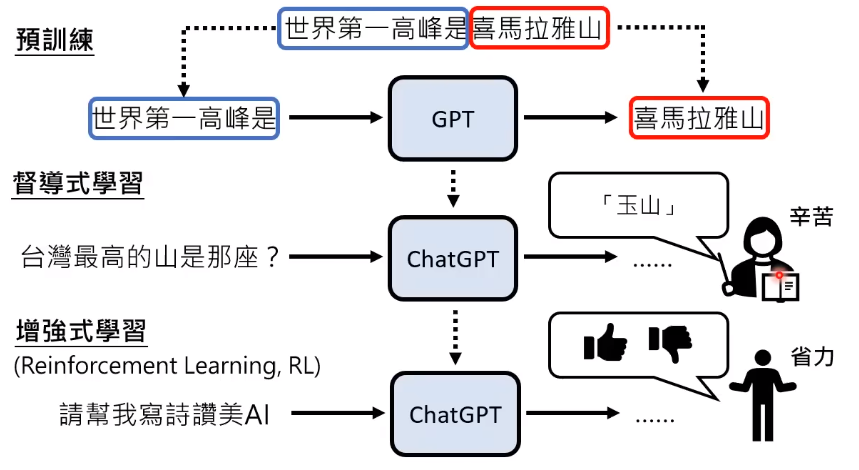 預訓練
世界第一高峰是喜馬拉雅山
世界第一高峰是
GPT
喜馬拉雅山
督導式學習
「玉山」
辛苦
台灣最高的山是那座？
ChatGPT
......
增強式學習
(Reinforcement Learning, RL)
省力
請幫我寫詩讚美AI
ChatGPT
......